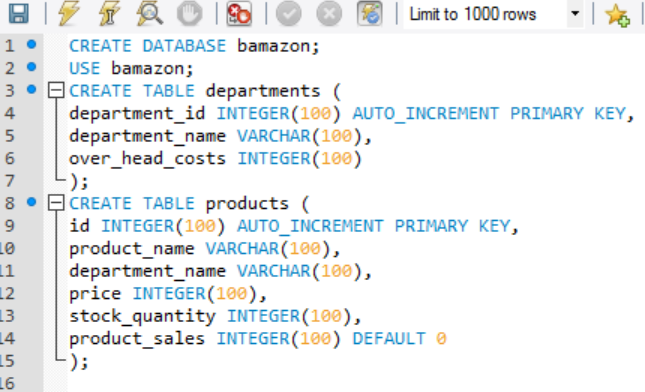 Limit to 1000 rows
1 CREATE DATABASE bamazon;
2 USE bamazon;
3 CREATE TABLE departments (
4 department_id INTEGER(100) AUTO_INCREMENT PRIMARY KEY,
5 department_name VARCHAR(100),
6 over_head_costs INTEGER(100)
7 );
8 CREATE TABLE products (
9 id INTEGER(100) AUTO_INCREMENT PRIMARY KEY,
10 product_name VARCHAR(100),
11 department_name VARCHAR(100),
12 price INTEGER(100),
13 stock_quantity INTEGER(100),
14 product_sales INTEGER(100) DEFAULT 0
15 );
16